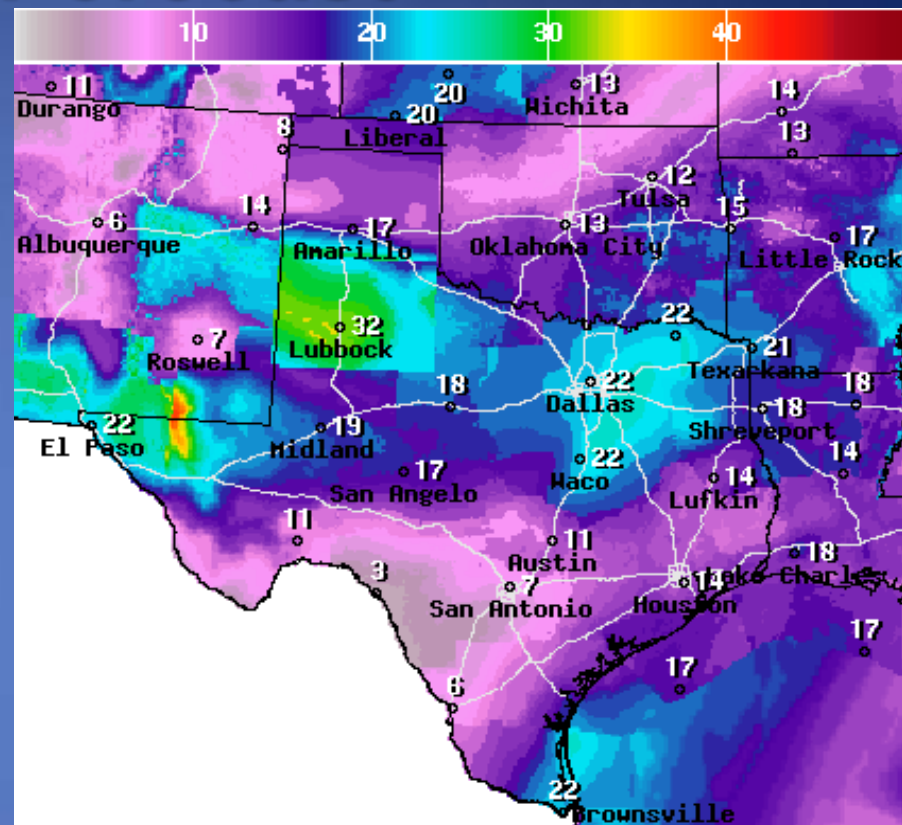 10 20 30 40
11
Durango
20
20
Liberal
13
Wichita
14
13
8
12
Tulsa
6
Albuquerque
14
17
Amarillo
13
Oklahoma City
15
17
Little Rock
7
Roswell
32
Lubbock
22
21
Texarkana
22
Dallas
18
18
Shreveport
18
22
El Paso
19
Midland
17
San Angelo
22
Waco
14
Lufkin
14
11
11
Austin
18
Lake Charles
3
7
San Antonio
14
Houston
17
17
6
22
Brownsville